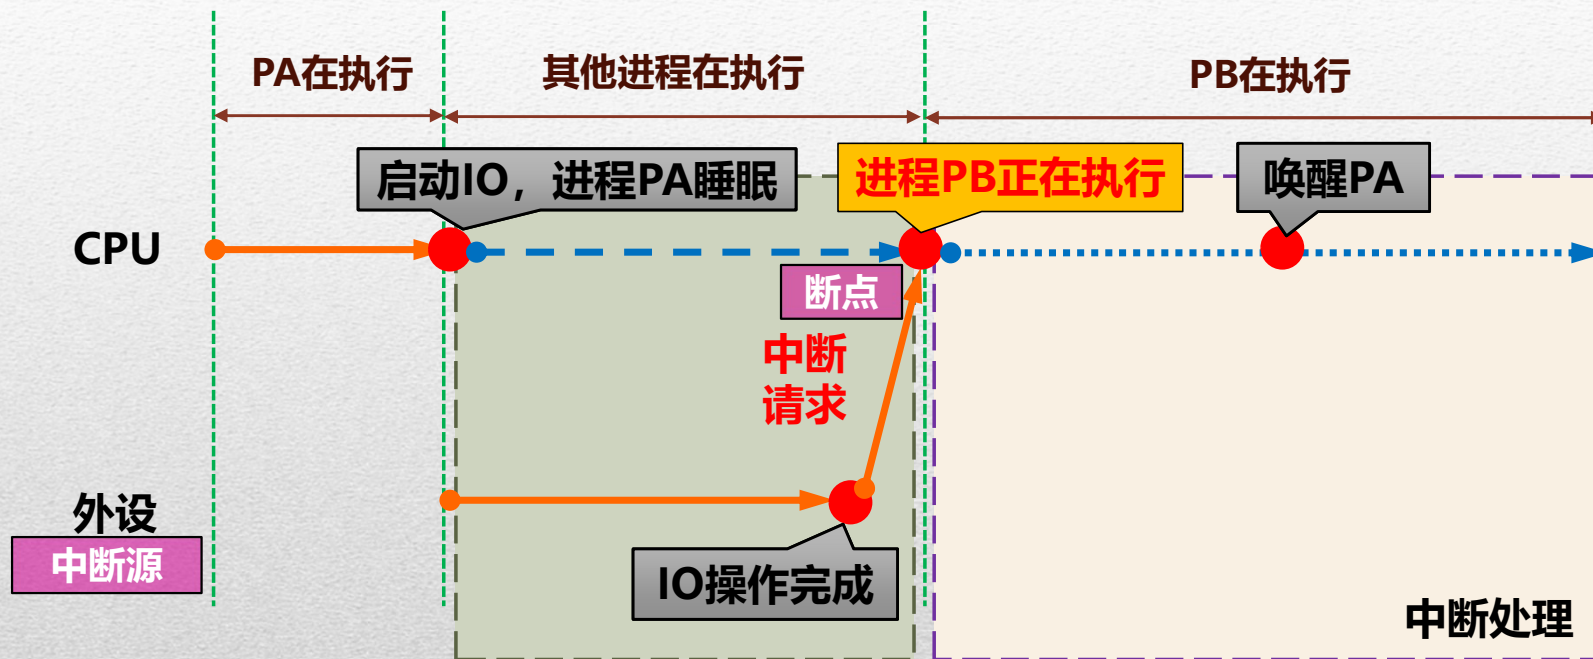 PA在执行
其他进程在执行
PB在执行
启动IO，进程PA睡眠
进程PB正在执行
唤醒PA
CPU
断点
中断
请求
外设
中断源
IO操作完成
中断处理